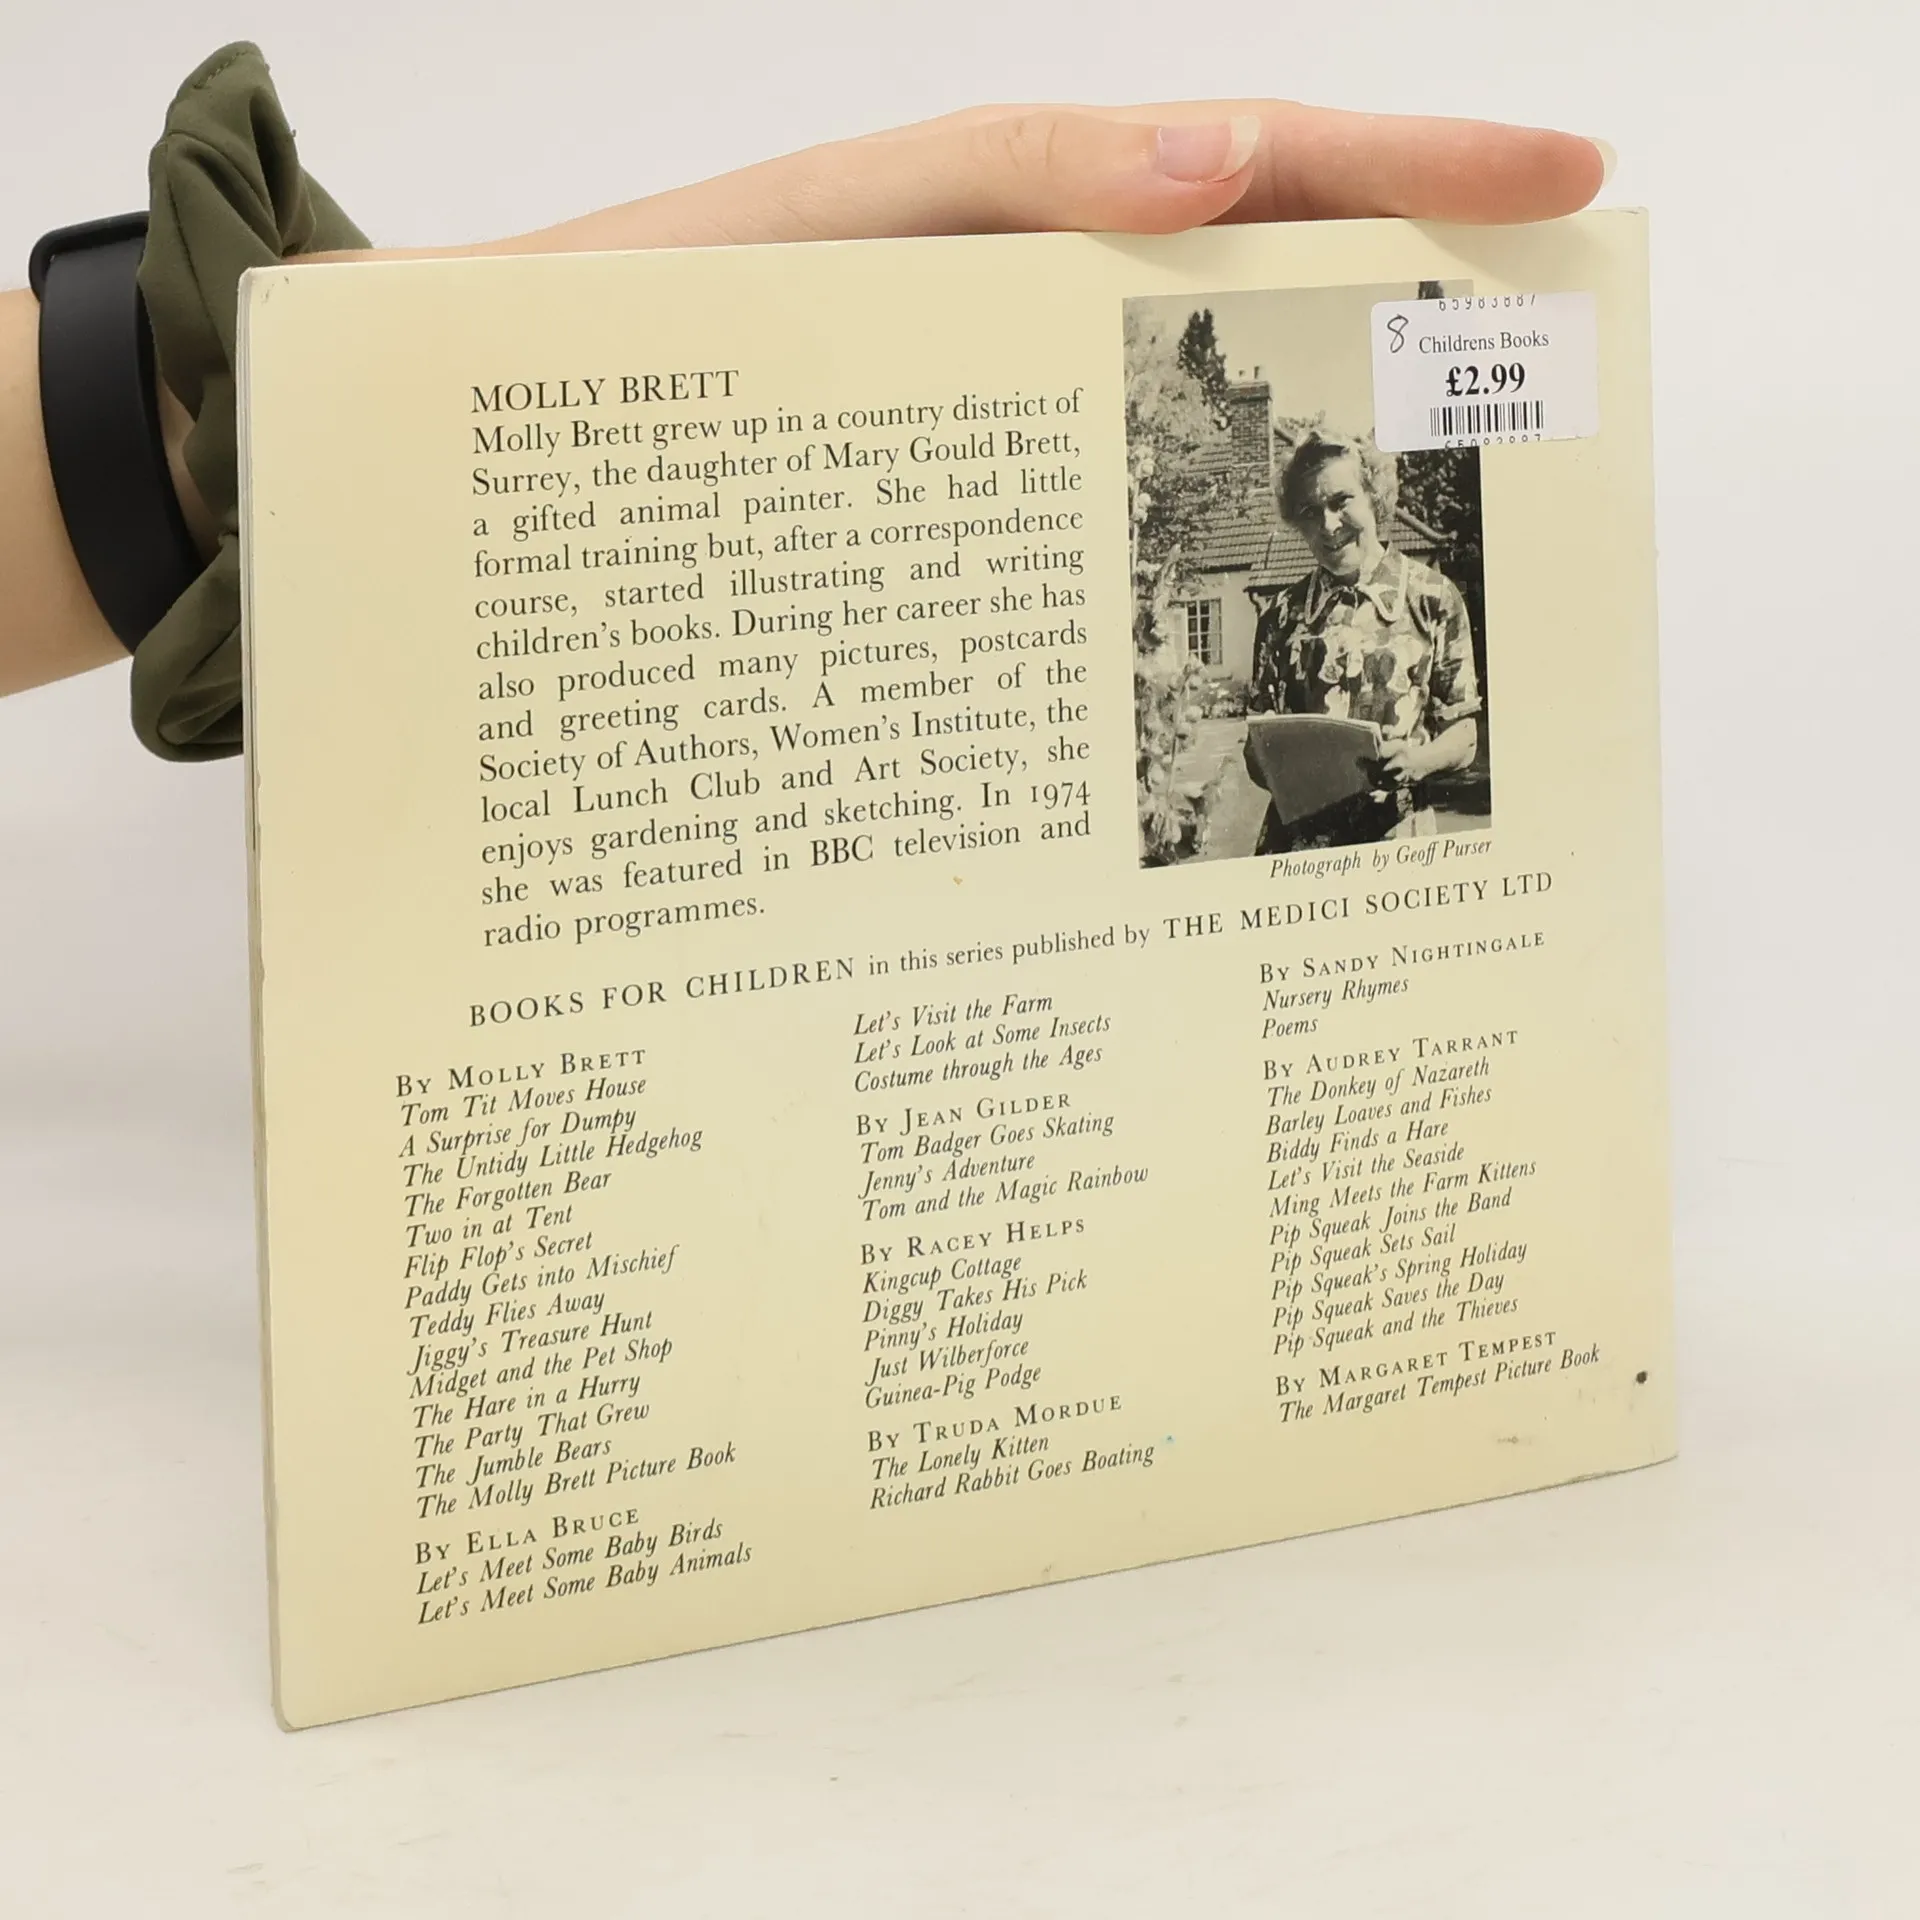 MOLLY BRETT
Molly Brett grew up in a country district of
Surrey, the daughter of Mary Gould Brett,
a gifted animal painter. She had little
formal training but, after a correspondence
course, started illustrating and writing
children's books. During her career she has
also produced many pictures, postcards
and greeting cards. A member of the
Society of Authors, Women's Institute, the
local Lunch Club and Art Society, she
enjoys gardening and sketching. In 1974
she was featured in BBC television and
radio programmes.
8 Childrens Books
£2.99
Photograph by Geoff Purser
BOOKS FOR CHILDREN in this series published by THE MEDICI SOCIETY LTD
BY MOLLY BRETT
Tom Tit Moves House
A Surprise for Dumpy
The Untidy Little Hedgehog
The Forgotten Bear
Two in at Tent
Flip Flop's Secret
Paddy Gets into Mischief
Teddy Flies Away
Jiggy's Treasure Hunt
Midget and the Pet Shop
The Hare in a Hurry
The Party That Grew
The Jumble Bears
The Molly Brett Picture Book
BY ELLA BRUCE
Let's Meet Some Baby Birds
Let's Meet Some Baby Animals
Let's Visit the Farm
Let's Look at Some Insects
Costume through the Ages
BY JEAN GILDER
Tom Badger Goes Skating
Jenny's Adventure
Tom and the Magic Rainbow
BY RACEY HELPS
Kingcup Cottage
Diggy Takes His Pick
Pinny's Holiday
Just Wilberforce
Guinea-Pig Podge
BY TRUDA MORDUE
The Lonely Kitten
Richard Rabbit Goes Boating
BY SANDY NIGHTINGALE
Nursery Rhymes
Poems
BY AUDREY TARRANT
The Donkey of Nazareth
Barley Loaves and Fishes
Biddy Finds a Hare
Let's Visit the Seaside
Ming Meets the Farm Kittens
Pip Squeak Joins the Band
Pip Squeak Sets Sail
Pip Squeak's Spring Holiday
Pip Squeak Saves the Day
Pip Squeak and the Thieves
BY MARGARET TEMPEST
The Margaret Tempest Picture Book